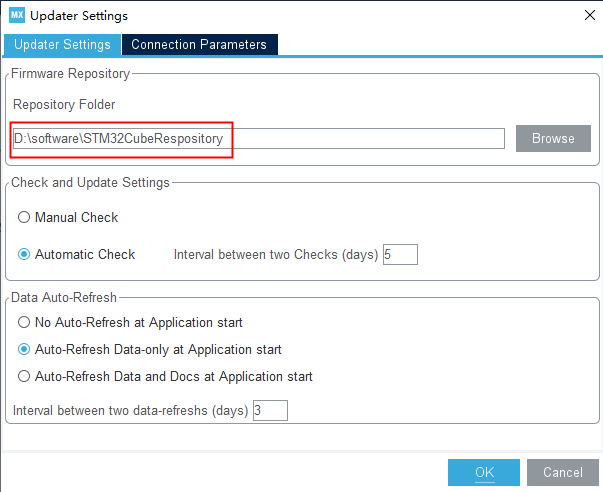 MX Updater Settings
Updater Settings Connection Parameters
Firmware Repository
Repository Folder
D:\software\STM32CubeRespository Browse
Check and Update Settings
Manual Check
Automatic Check Interval between two Checks (days) 5
Data Auto-Refresh
No Auto-Refresh at Application start
Auto-Refresh Data-only at Application start
Auto-Refresh Data and Docs at Application start
Interval between two data-refreshs (days) 3
OK Cancel